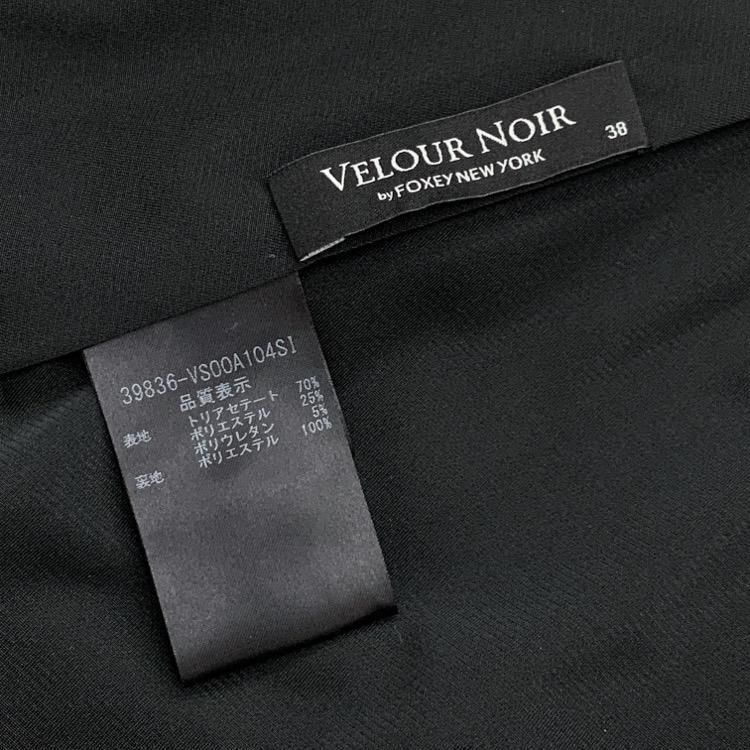 VELOUR NOIR
by FOXEY NEW YORK
38
39836-VS00A104SI
品質表示
表地 トリアセテート 70%
ポリエステル 25%
ポリウレタン 5%
裏地 ポリエステル 100%